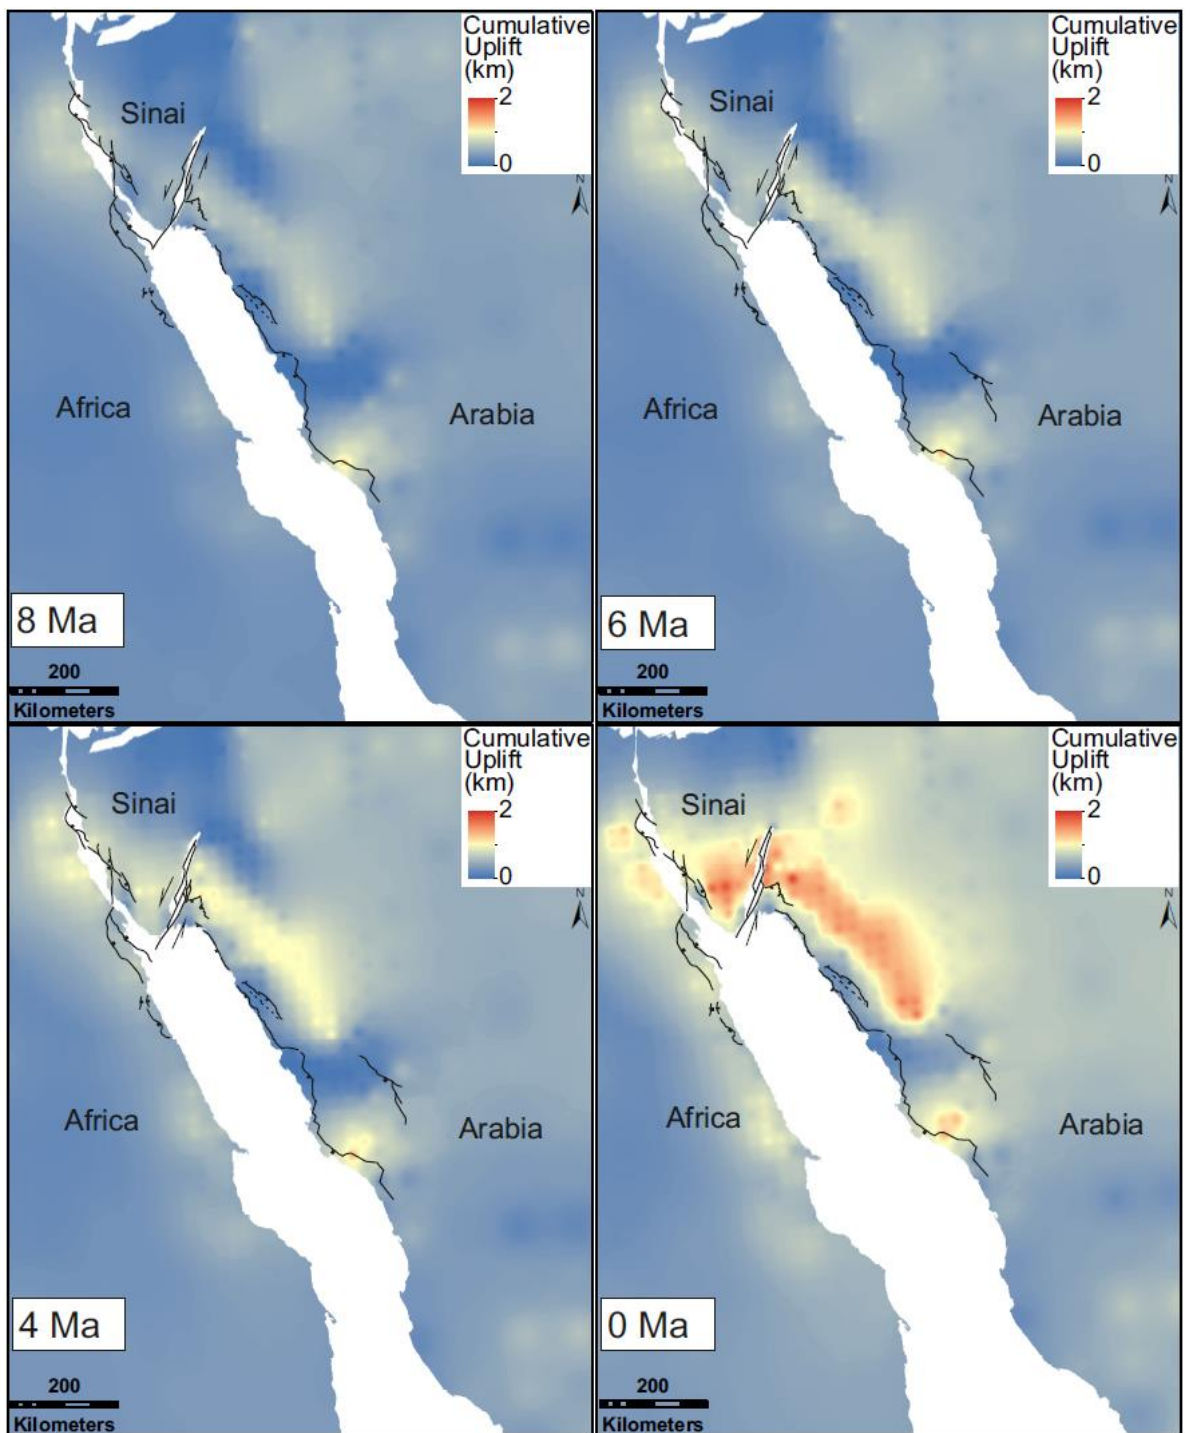 Cumulative
Uplift
(km)
2
0
Sinai
N
Africa
Arabia
8 Ma
200
Kilometers
Cumulative
Uplift
(km)
2
0
Sinai
N
Africa
Arabia
6 Ma
200
Kilometers
Cumulative
Uplift
(km)
2
0
Sinai
N
Africa
Arabia
4 Ma
200
Kilometers
Cumulative
Uplift
(km)
2
0
Sinai
N
Africa
Arabia
0 Ma
200
Kilometers